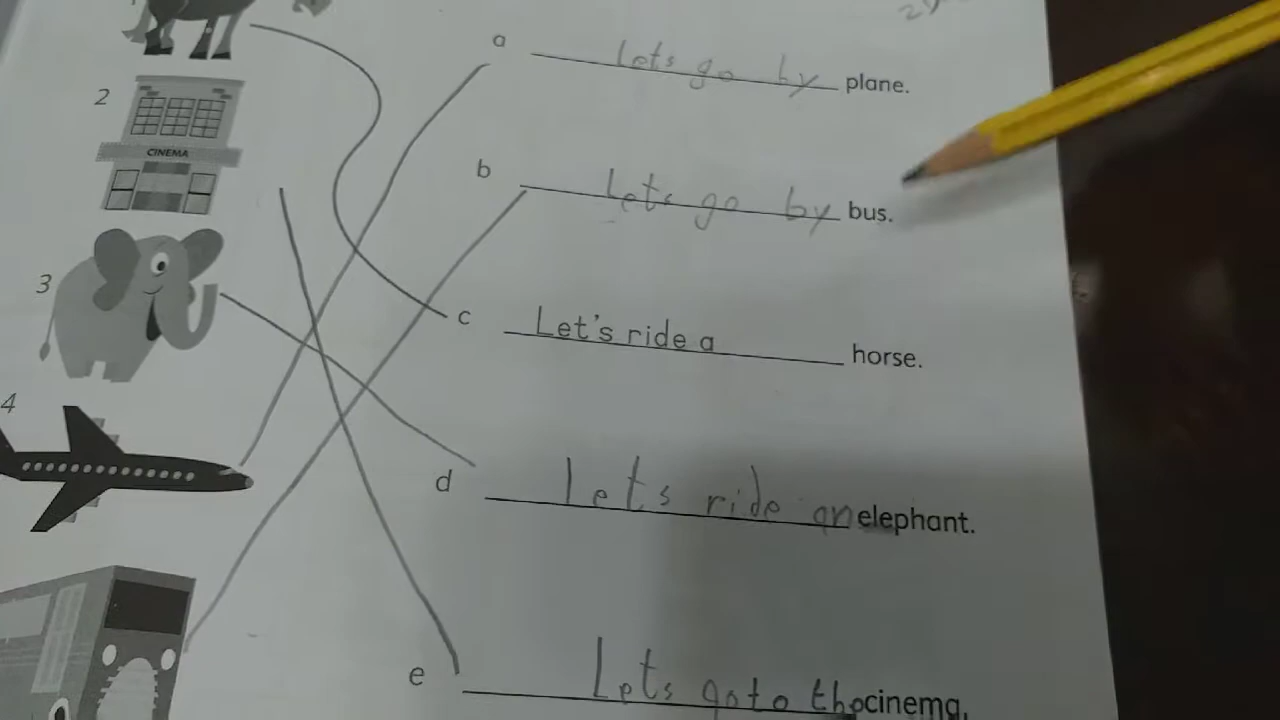 a lets go by plane.
2
CINEMA
b Lets go by bus.
3
c Let's ride a horse.
4
d lets ride an elephant.
e Lets go to the cinema.